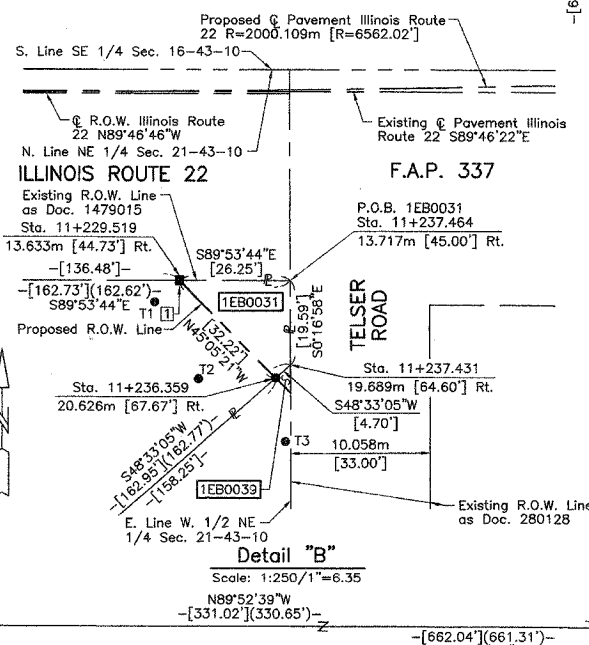 -[6
Proposed ℄ Pavement Illinois Route
22 R=2000.109m [R=6562.02']
S. Line SE 1/4 Sec. 16-43-10
℄ R.O.W. Illinois Route
22 N89°46'46"W
Existing ℄ Pavement Illinois
Route 22 S89°46'22"E
N. Line NE 1/4 Sec. 21-43-10
ILLINOIS ROUTE 22
F.A.P. 337
Existing R.O.W. Line
as Doc. 1479015
Sta. 11+229.519
13.633m [44.73'] Rt.
P.O.B. 1EB0031
Sta. 11+237.464
13.717m [45.00'] Rt.
S89°53'44"E
[26.25']
-[136.48']-
-[162.73'](162.62')-
S89°53'44"E
T1
1
1EB0031
Proposed R.O.W. Line
[32.22']
N45°05'21"W
[19.59']
S0°16'58"E
TELSER
ROAD
T2
Sta. 11+236.359
20.626m [67.67'] Rt.
Sta. 11+237.431
19.689m [64.60'] Rt.
S48°33'05"W
[4.70']
T3
10.058m
[33.00']
S48°33'05"W
-[162.95'](162.77')-
-[158.25']-
1EB0039
E. Line W. 1/2 NE
1/4 Sec. 21-43-10
Existing R.O.W. Line
as Doc. 280128
Detail "B"
Scale: 1:250/1"=6.35
N89°52'39"W
-[331.02'](330.65')-
-[662.04'](661.31')-